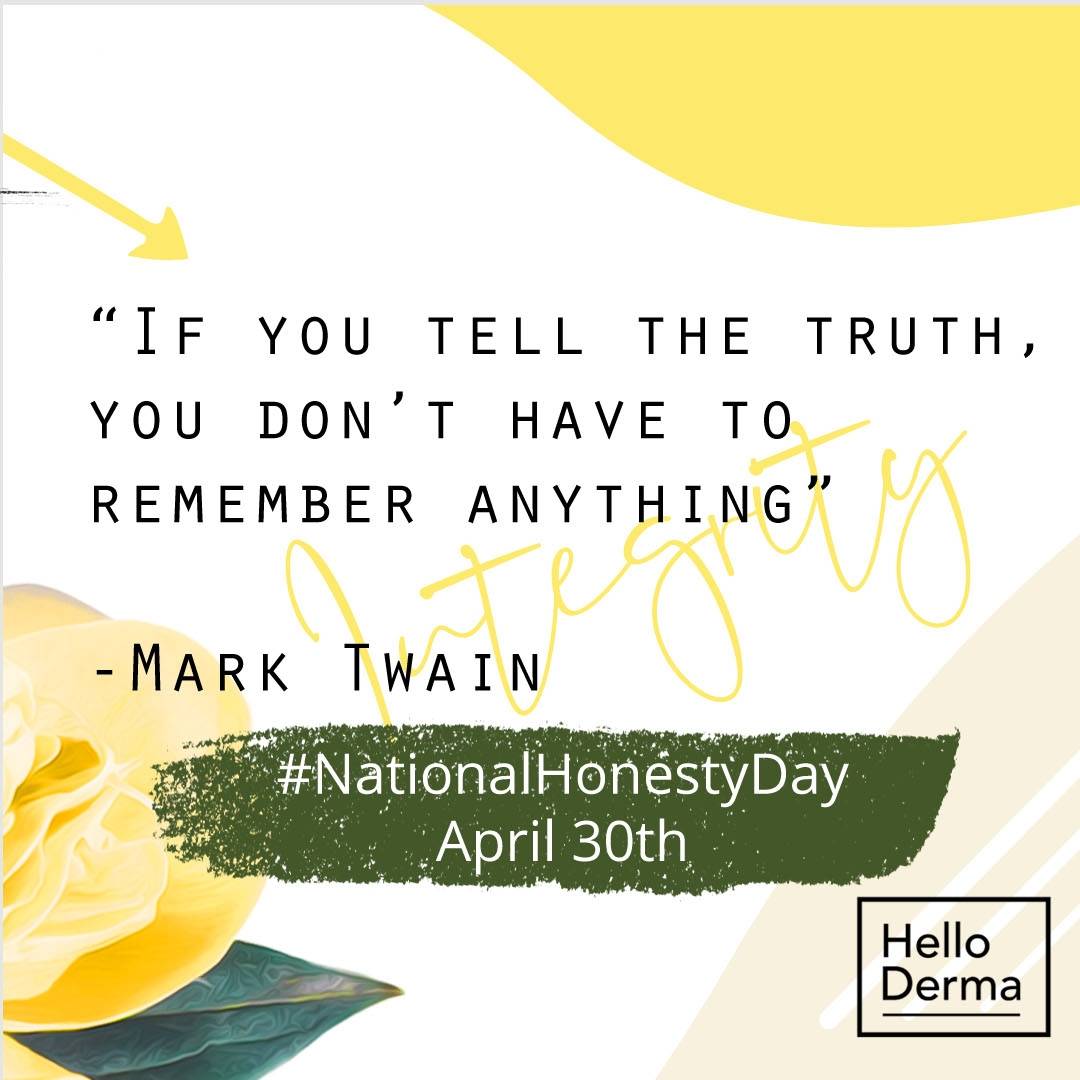 “If you tell the truth,
you don’t have to
remember anything”
Integrity
-Mark Twain
#NationalHonestyDay
April 30th
Hello
Derma